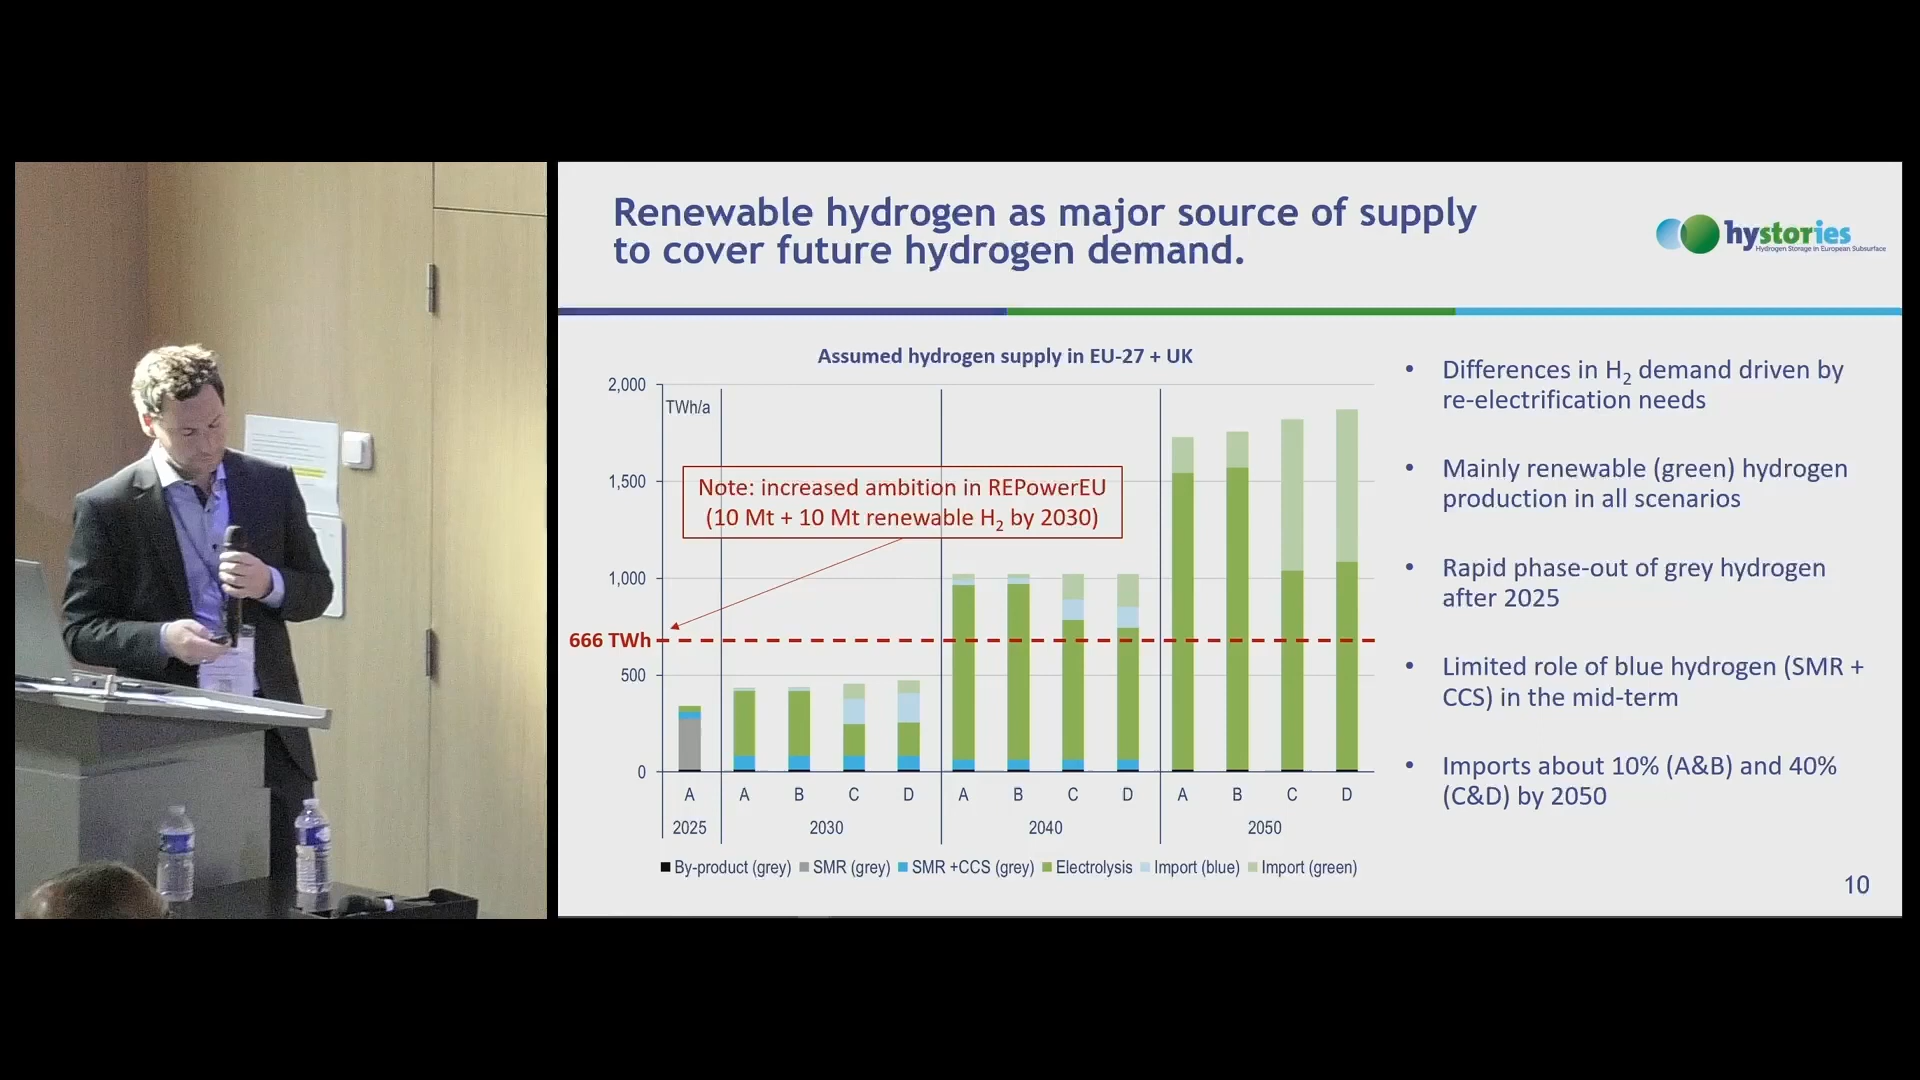 Renewable hydrogen as major source of supply
to cover future hydrogen demand.
hystories
Hydrogen Storage in European Subsurface
Assumed hydrogen supply in EU-27 + UK
2,000
TWh/a
1,500
1,000
666 TWh
500
0
Note: increased ambition in REPowerEU
(10 Mt + 10 Mt renewable H2 by 2030)
A A B C D A B C D A B C D
2025 2030 2040 2050
By-product (grey) SMR (grey) SMR +CCS (grey) Electrolysis Import (blue) Import (green)
• Differences in H2 demand driven by
re-electrification needs
• Mainly renewable (green) hydrogen
production in all scenarios
• Rapid phase-out of grey hydrogen
after 2025
• Limited role of blue hydrogen (SMR +
CCS) in the mid-term
• Imports about 10% (A&B) and 40%
(C&D) by 2050
10